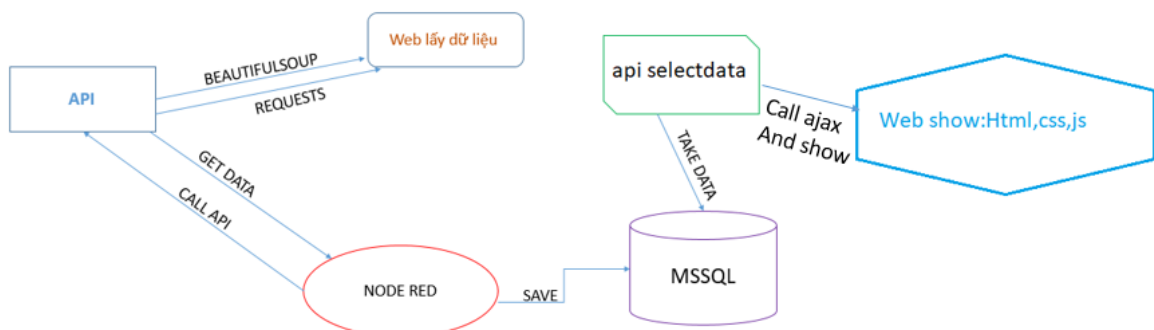 Web lấy dữ liệu
BEAUTIFULSOUP
REQUESTS
API
GET DATA
CALL API
NODE RED
SAVE
api selectdata
Call ajax
And show
Web show:Html,css,js
TAKE DATA
MSSQL